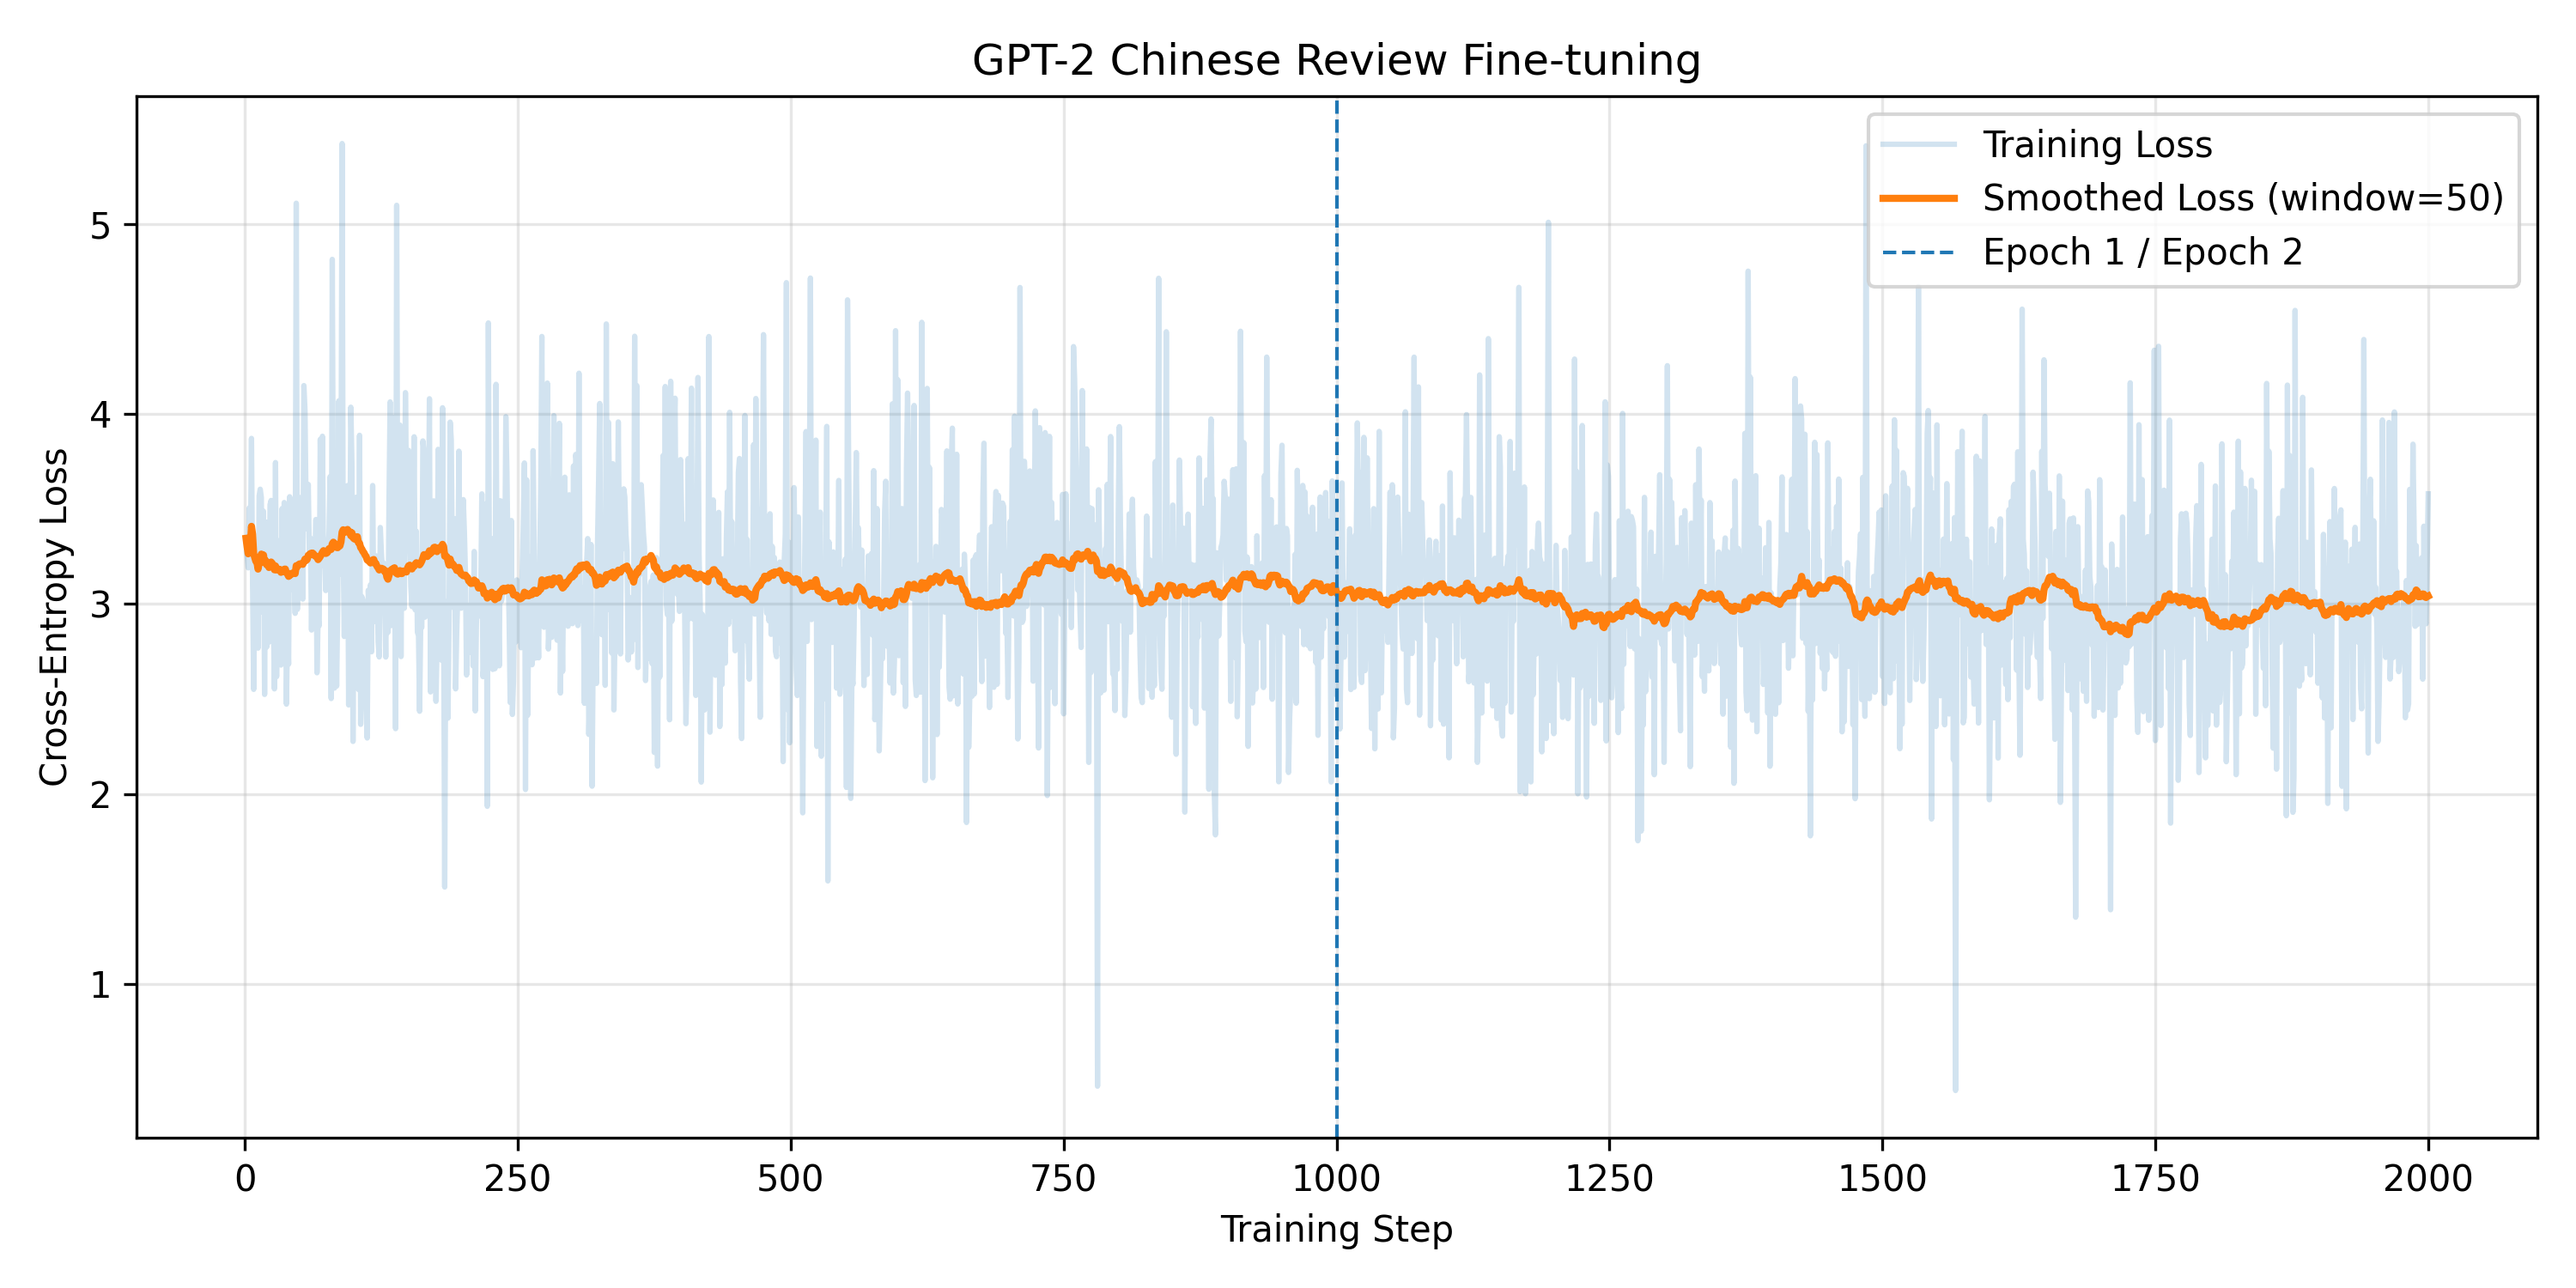 GPT-2 Chinese Review Fine-tuning
Training Loss
Smoothed Loss (window=50)
Epoch 1 / Epoch 2
Cross-Entropy Loss
5
4
3
2
1
0 250 500 750 1000 1250 1500 1750 2000
Training Step